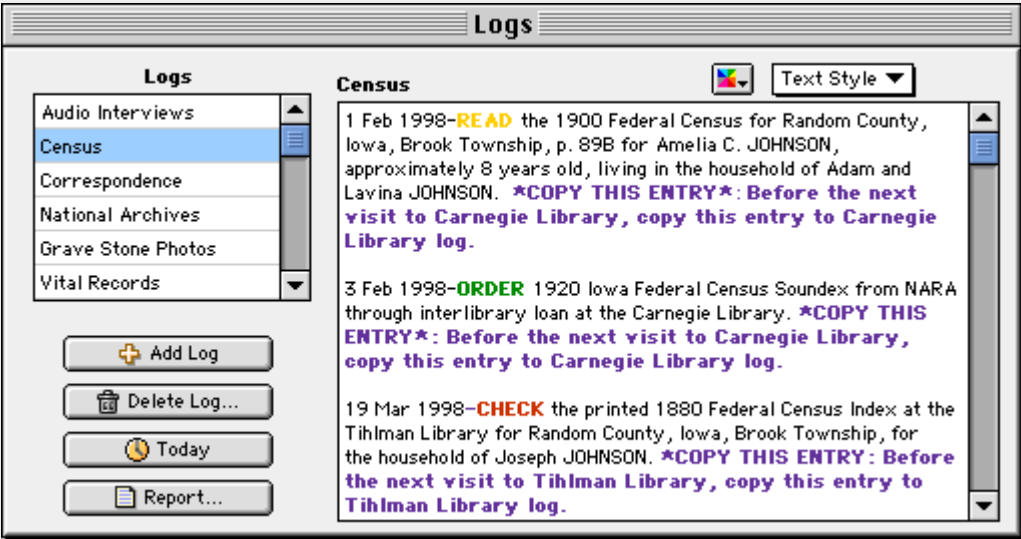 Logs
Logs
Audio Interviews
Census
Correspondence
National Archives
Grave Stone Photos
Vital Records
Add Log
Delete Log...
Today
Report...
Census
Text Style
1 Feb 1998-READ the 1900 Federal Census for Random County,
Iowa, Brook Township, p. 89B for Amelia C. JOHNSON,
approximately 8 years old, living in the household of Adam and
Lavina JOHNSON. *COPY THIS ENTRY*: Before the next
visit to Carnegie Library, copy this entry to Carnegie
Library log.
3 Feb 1998-ORDER 1920 Iowa Federal Census Soundex from NARA
through interlibrary loan at the Carnegie Library. *COPY THIS
ENTRY*: Before the next visit to Carnegie Library,
copy this entry to Carnegie Library log.
19 Mar 1998-CHECK the printed 1880 Federal Census Index at the
Tihlman Library for Random County, Iowa, Brook Township, for
the household of Joseph JOHNSON. *COPY THIS ENTRY: Before
the next visit to Tihlman Library, copy this entry to
Tihlman Library log.